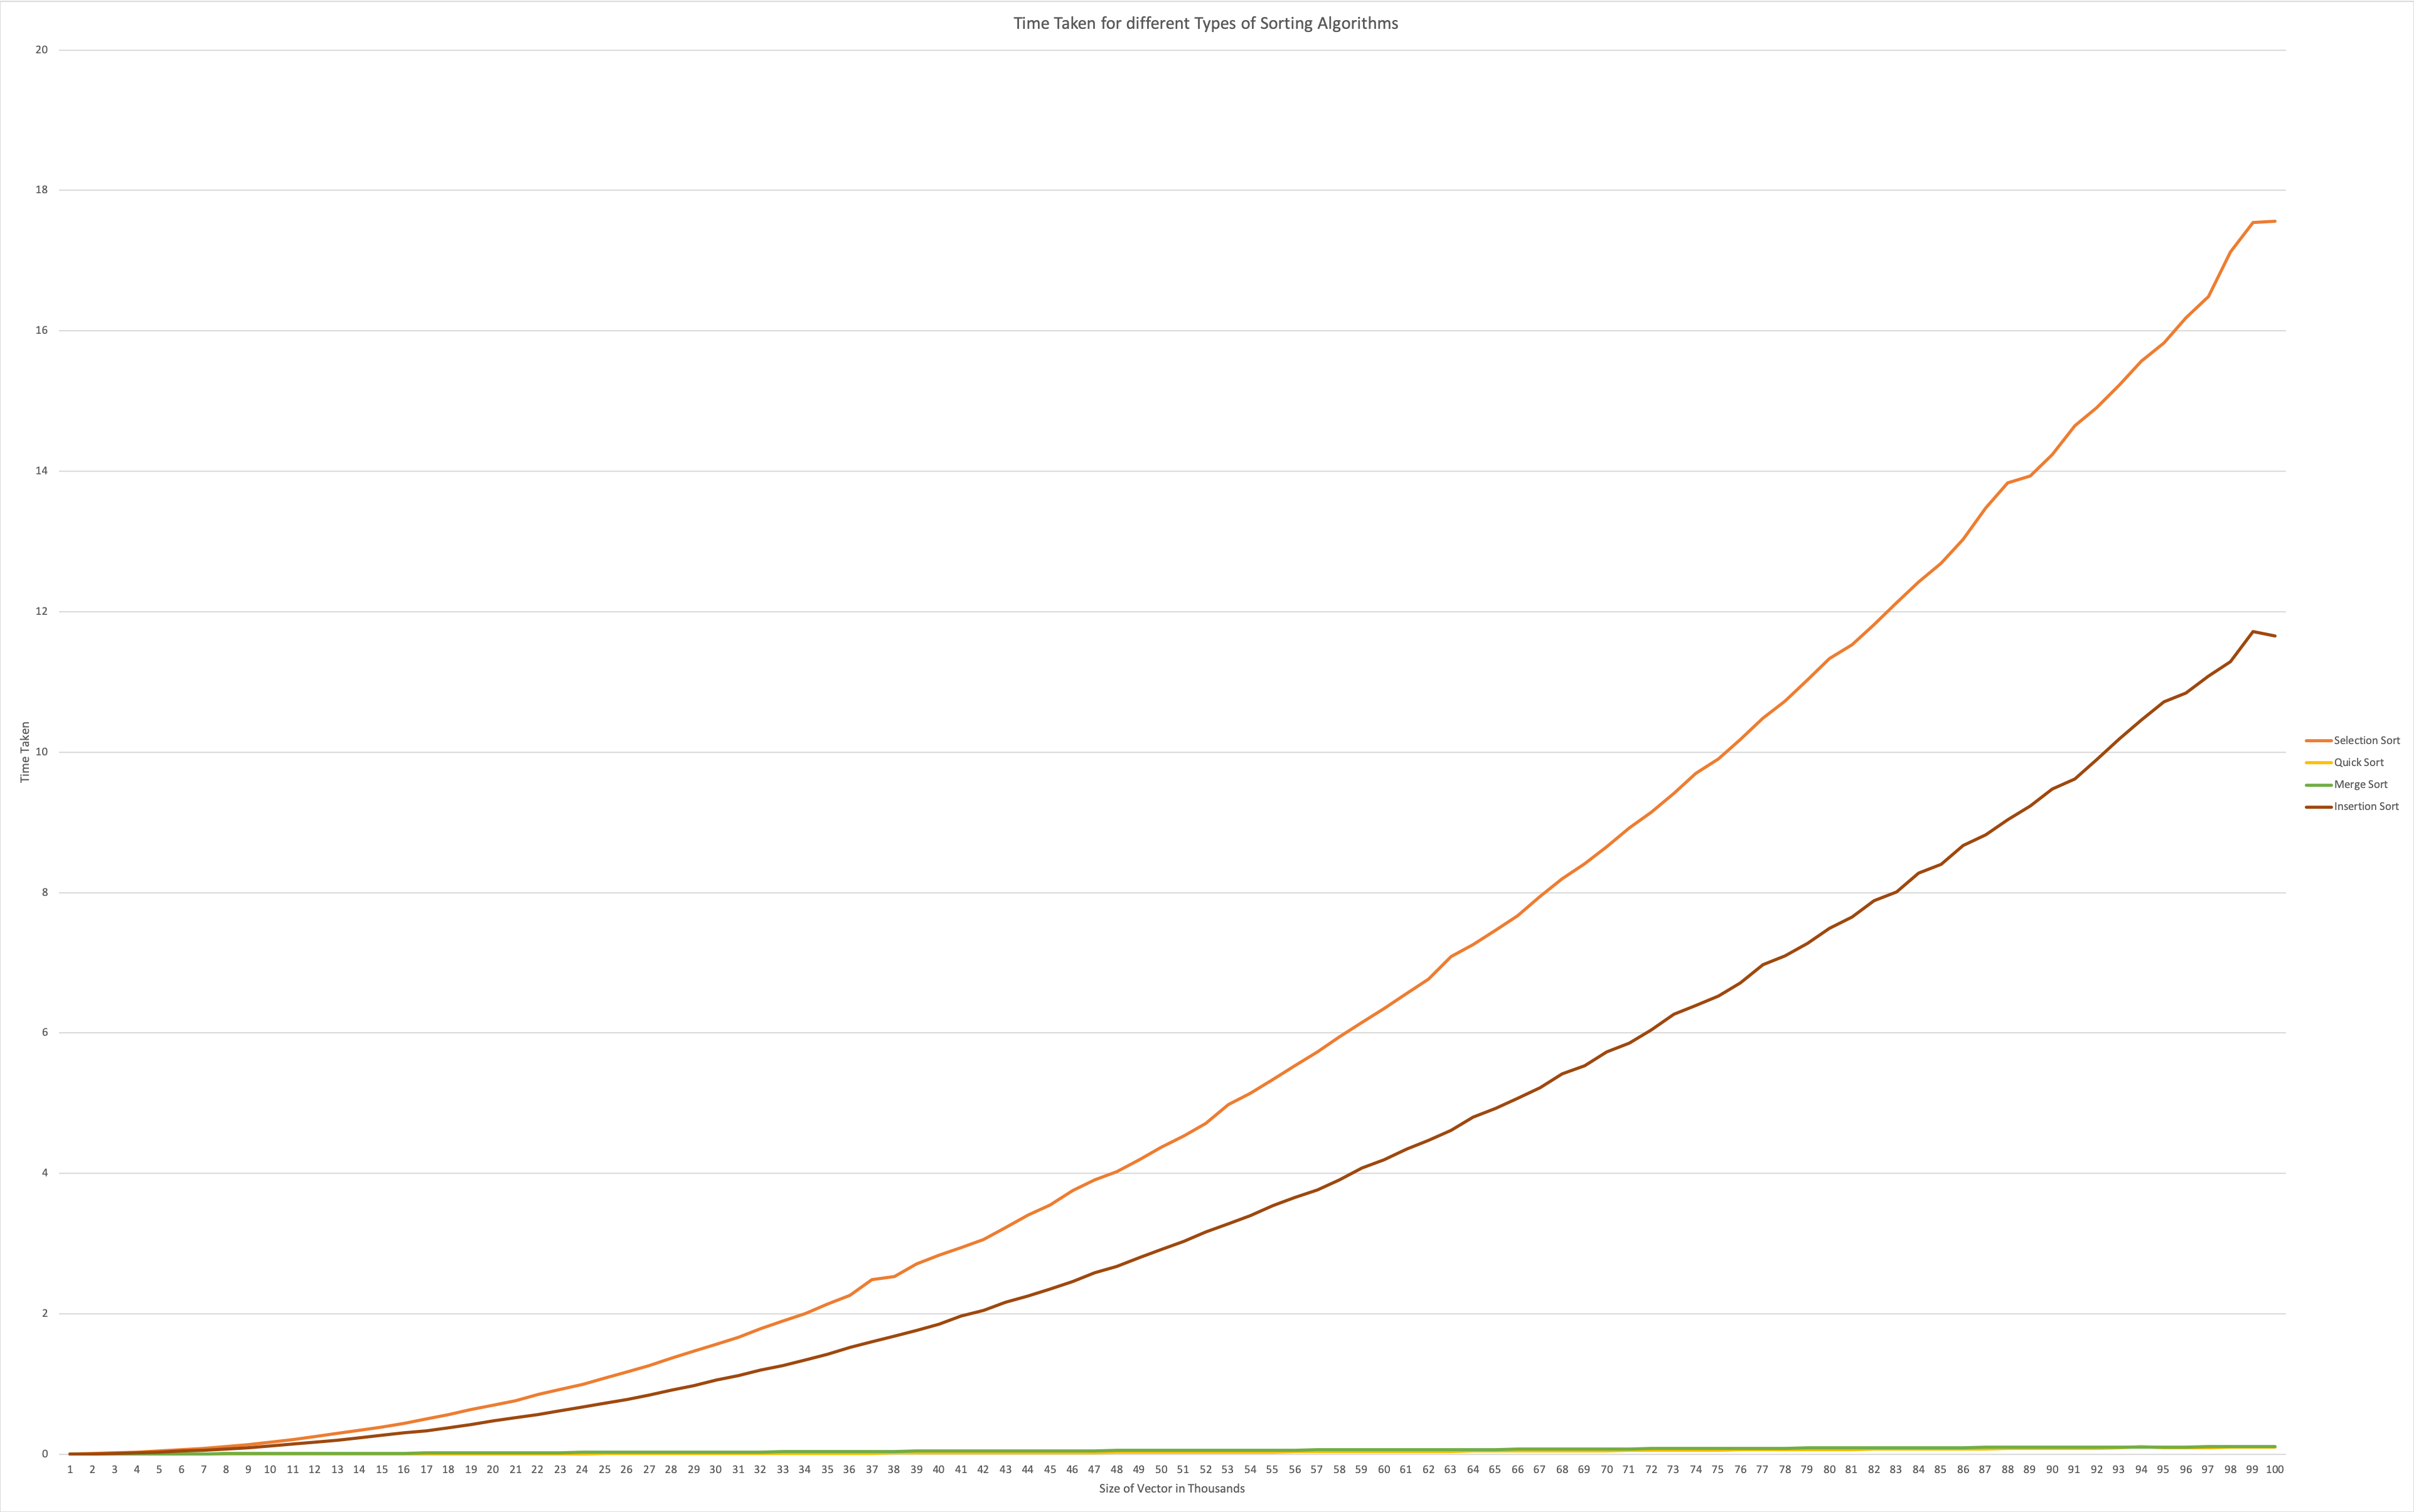 Time Taken for different Types of Sorting Algorithms
20
18
16
14
12
10
8
6
4
2
0
Time Taken
1 2 3 4 5 6 7 8 9 10 11 12 13 14 15 16 17 18 19 20 21 22 23 24 25 26 27 28 29 30 31 32 33 34 35 36 37 38 39 40 41 42 43 44 45 46 47 48 49 50 51 52 53 54 55 56 57 58 59 60 61 62 63 64 65 66 67 68 69 70 71 72 73 74 75 76 77 78 79 80 81 82 83 84 85 86 87 88 89 90 91 92 93 94 95 96 97 98 99 100
Size of Vector in Thousands
Selection Sort
Quick Sort
Merge Sort
Insertion Sort